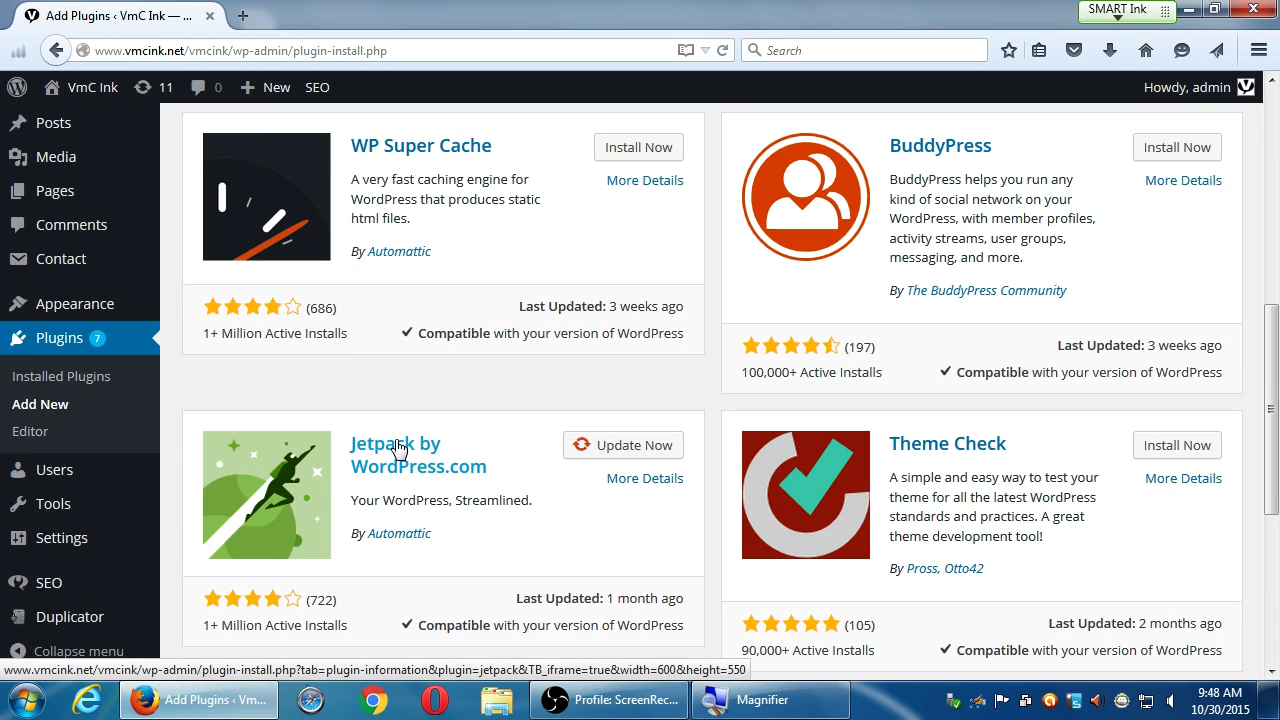 Add Plugins ‹ VmC Ink — ...
SMART Ink
www.vmcink.net/vmcink/wp-admin/plugin-install.php
Search
VmC Ink
11
0
New
SEO
Howdy, admin
Posts
Media
Pages
Comments
Contact
Appearance
Plugins 7
Installed Plugins
Add New
Editor
Users
Tools
Settings
SEO
Duplicator
Collapse menu
WP Super Cache
Install Now
More Details
A very fast caching engine for
WordPress that produces static
html files.
By Automattic
(686)
Last Updated: 3 weeks ago
1+ Million Active Installs
Compatible with your version of WordPress
BuddyPress
Install Now
More Details
BuddyPress helps you run any
kind of social network on your
WordPress, with member profiles,
activity streams, user groups,
messaging, and more.
By The BuddyPress Community
(197)
Last Updated: 3 weeks ago
100,000+ Active Installs
Compatible with your version of WordPress
Jetpack by
WordPress.com
Update Now
More Details
Your WordPress, Streamlined.
By Automattic
(722)
Last Updated: 1 month ago
1+ Million Active Installs
Compatible with your version of WordPress
Theme Check
Install Now
More Details
A simple and easy way to test your
theme for all the latest WordPress
standards and practices. A great
theme development tool!
By Pross, Otto42
(105)
Last Updated: 2 months ago
90,000+ Active Installs
Compatible with your version of WordPress
www.vmcink.net/vmcink/wp-admin/plugin-install.php?tab=plugin-information&plugin=jetpack&TB_iframe=true&width=600&height=550
Add Plugins ‹ Vm...
Profile: ScreenRec...
Magnifier
9:48 AM
10/30/2015